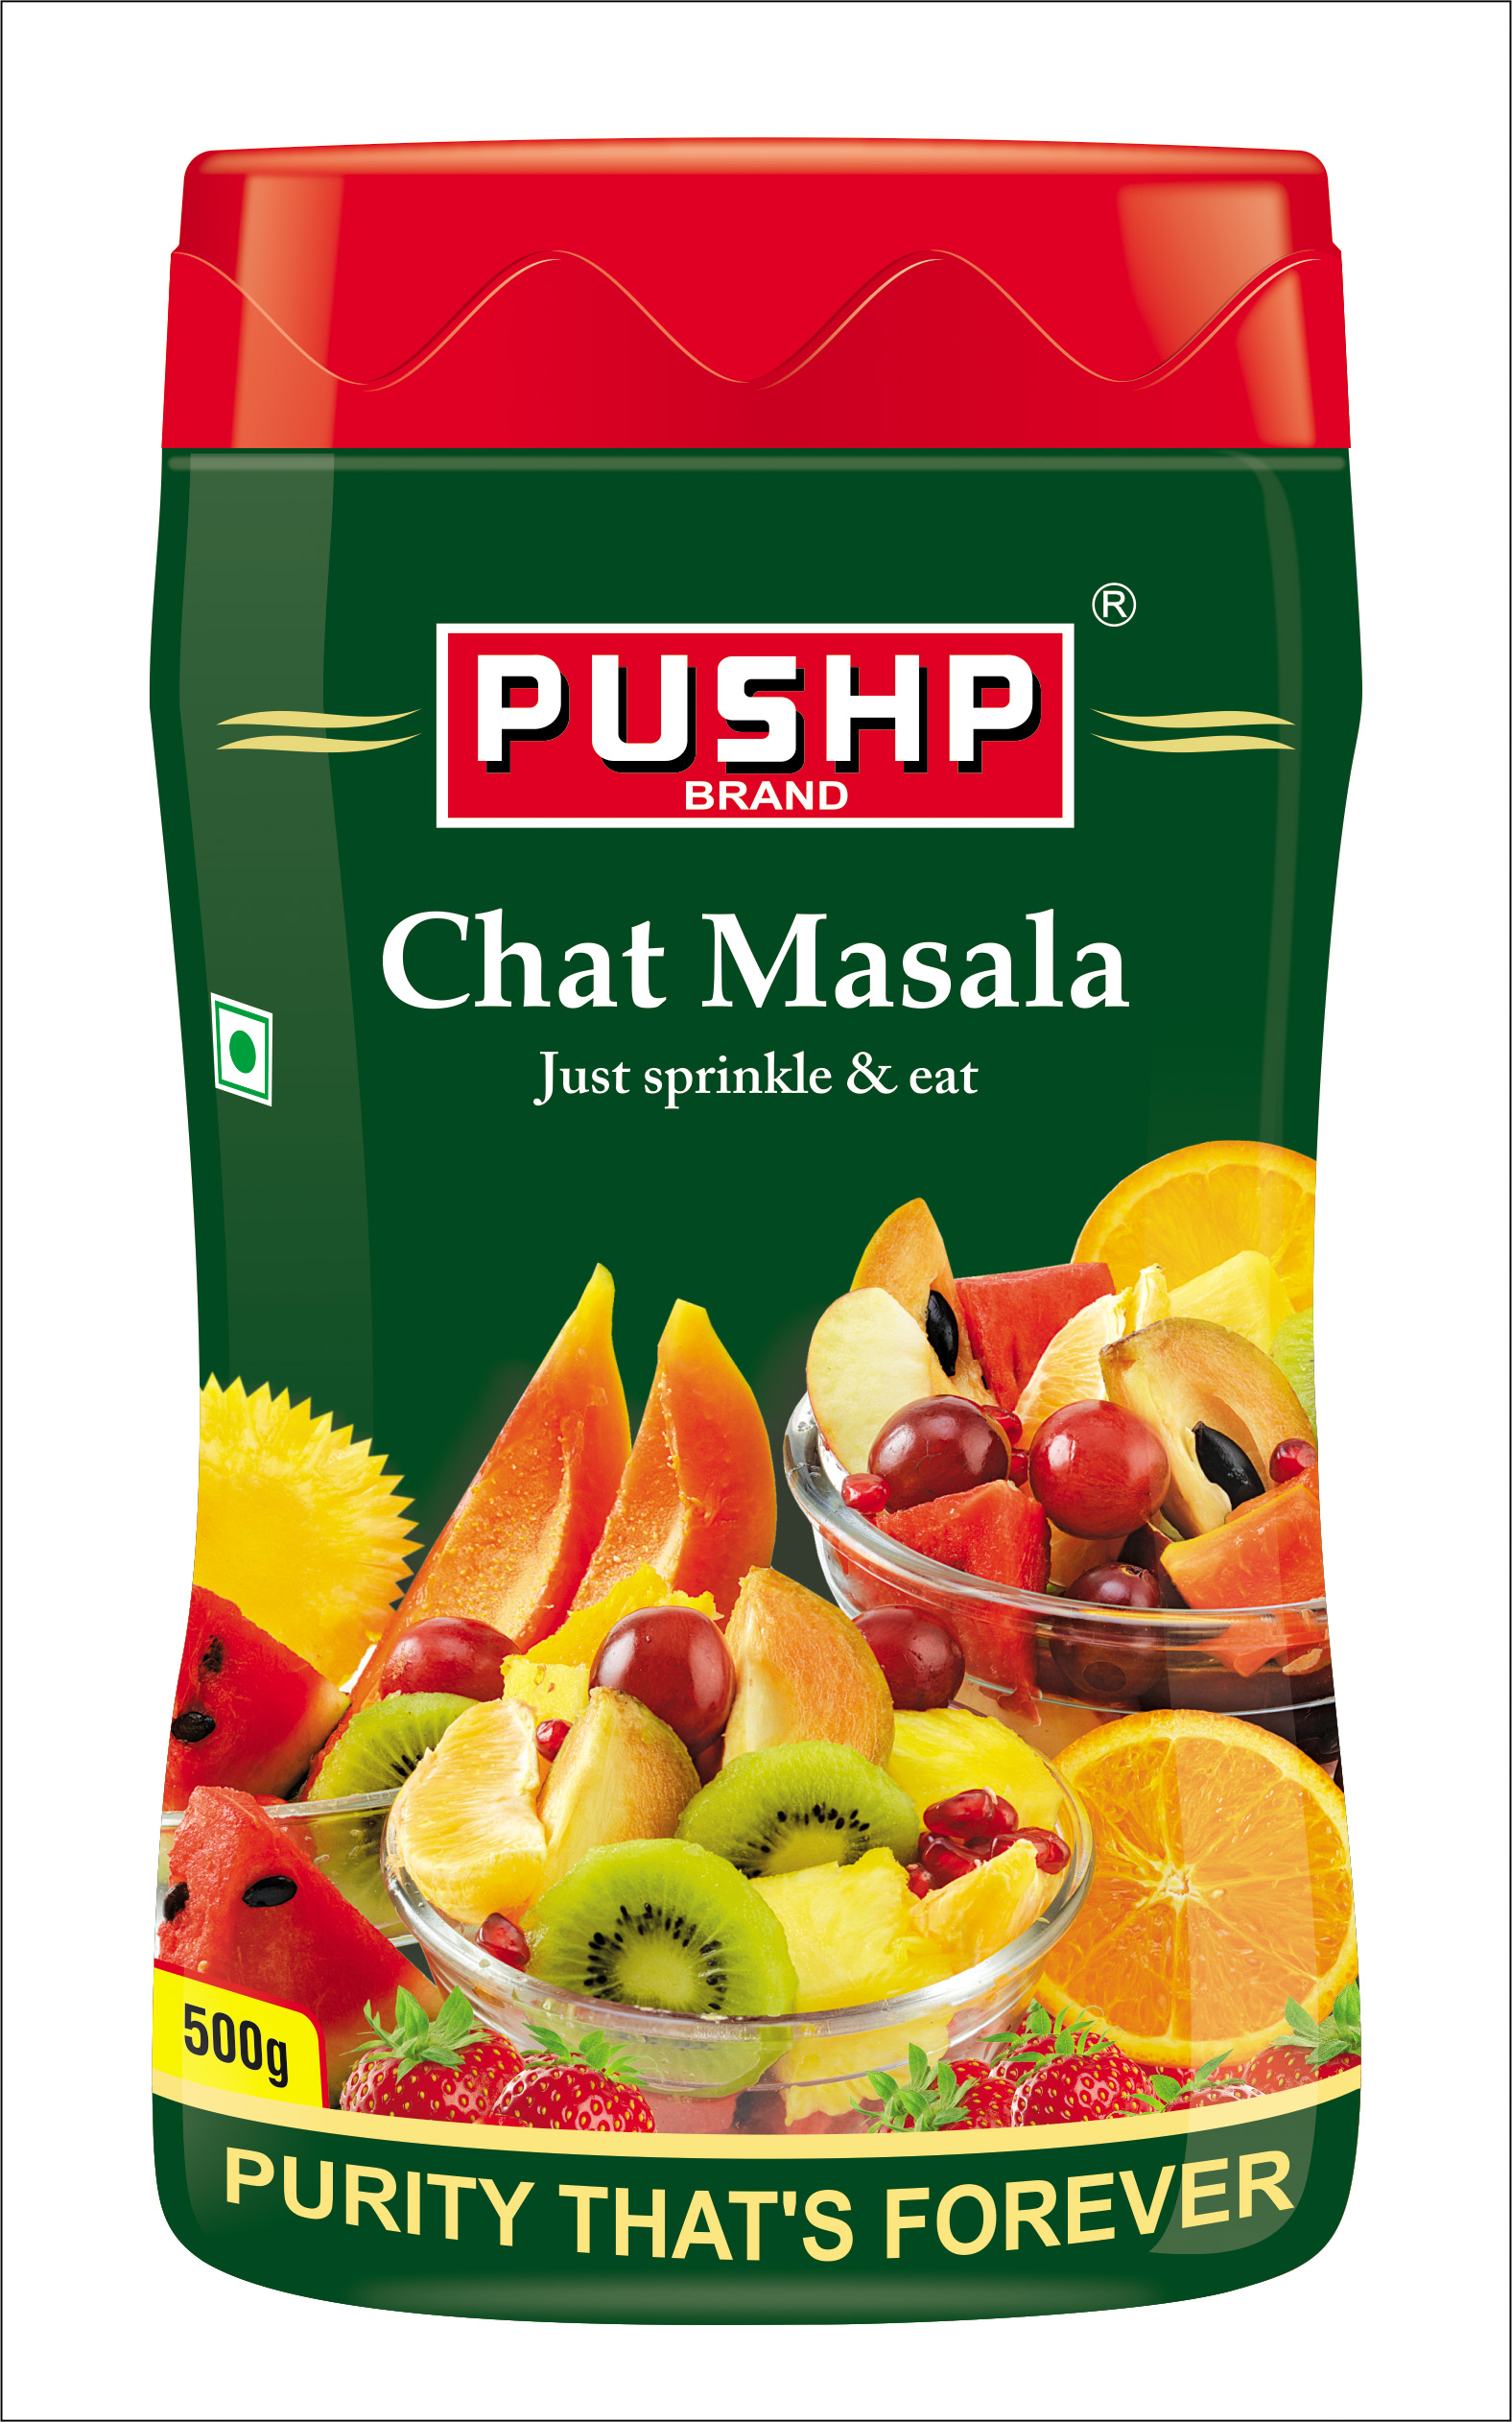 ®
PUSHP
BRAND
Chat Masala
Just sprinkle & eat
500g
PURITY THAT'S FOREVER